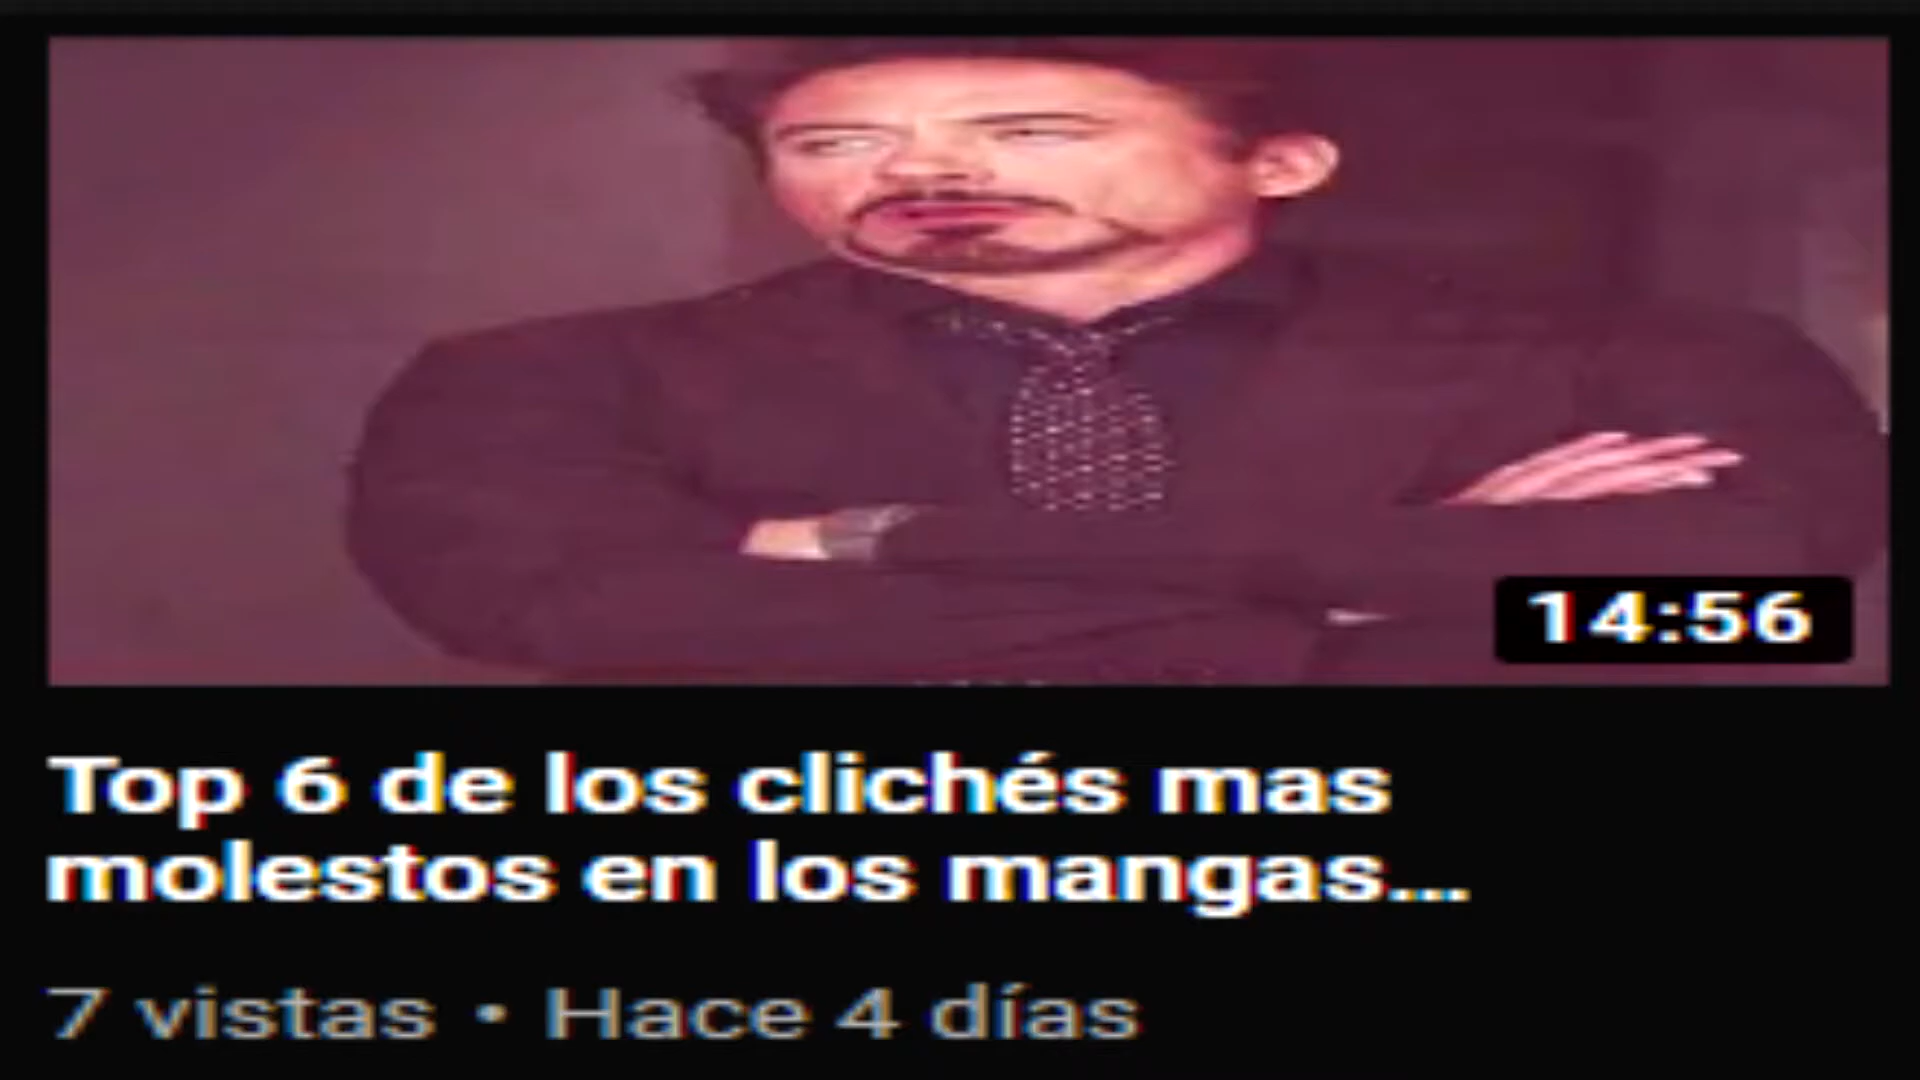 14:56
Top 6 de los clichés mas
molestos en los mangas...
7 vistas • Hace 4 días